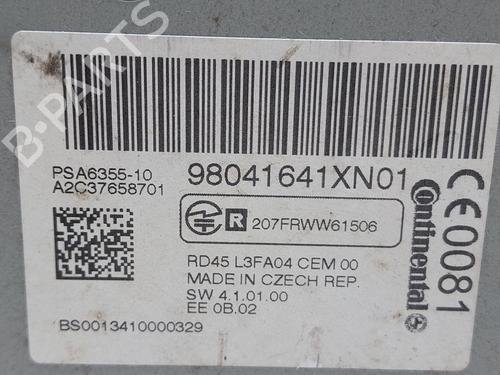 PSA6355-10
A2C37658701
98041641XN01
R 207FRWW61506
RD45 L3FA04 CEM 00
MADE IN CZECH REP.
SW 4.1.01.00
EE 0B.02
BS0013410000329
CE0081
Continental
B-PARTS